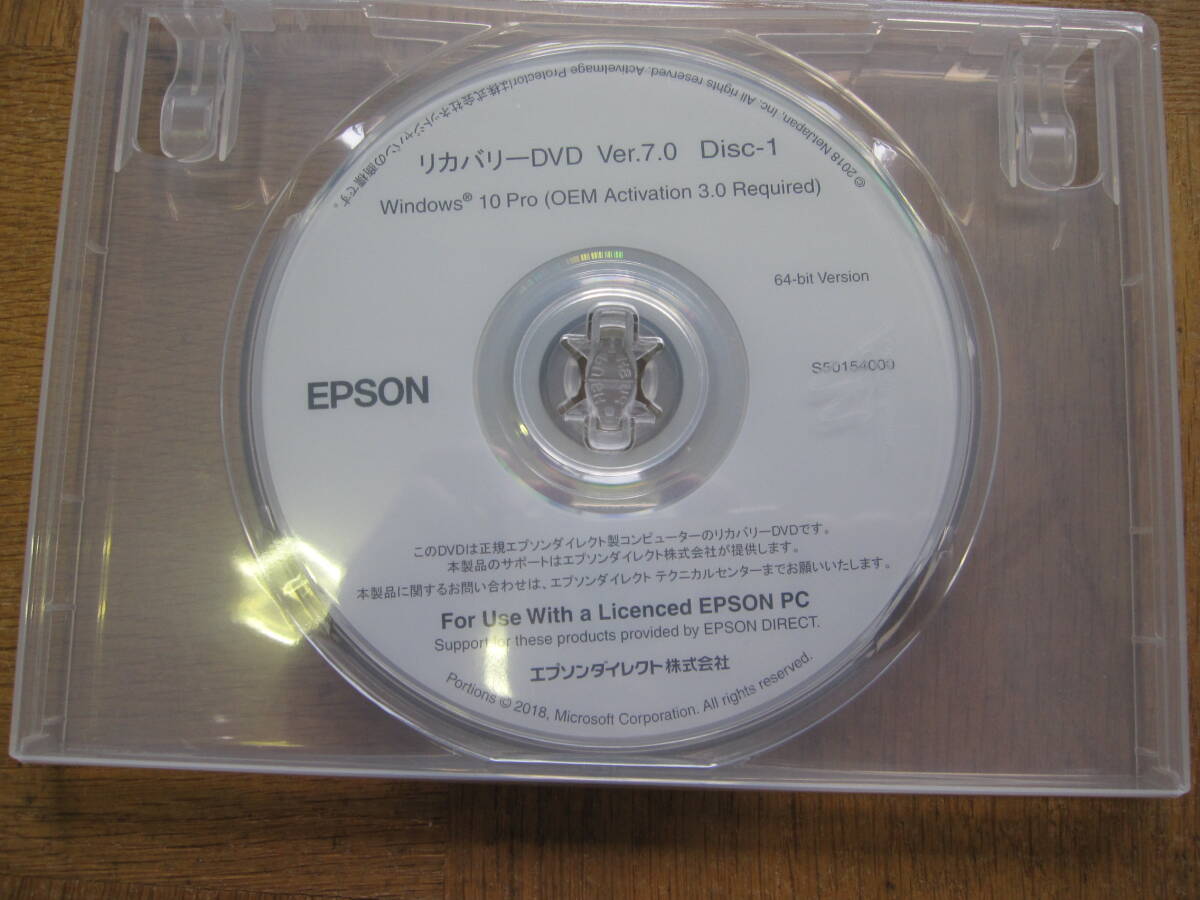 © 2018 NetJapan, Inc. All rights reserved. ActiveImage Protectorは株式会社ネットジャパンの商標です。
リカバリーDVD Ver.7.0 Disc-1
Windows® 10 Pro (OEM Activation 3.0 Required)
64-bit Version
EPSON
S50154000
このDVDは正規エプソンダイレクト製コンピューターのリカバリーDVDです。
本製品のサポートはエプソンダイレクト株式会社が提供します。
本製品に関するお問い合わせは、エプソンダイレクト テクニカルセンターまでお願いいたします。
For Use With a Licenced EPSON PC
Support for these products provided by EPSON DIRECT.
エプソンダイレクト株式会社
Portions © 2018, Microsoft Corporation. All rights reserved.